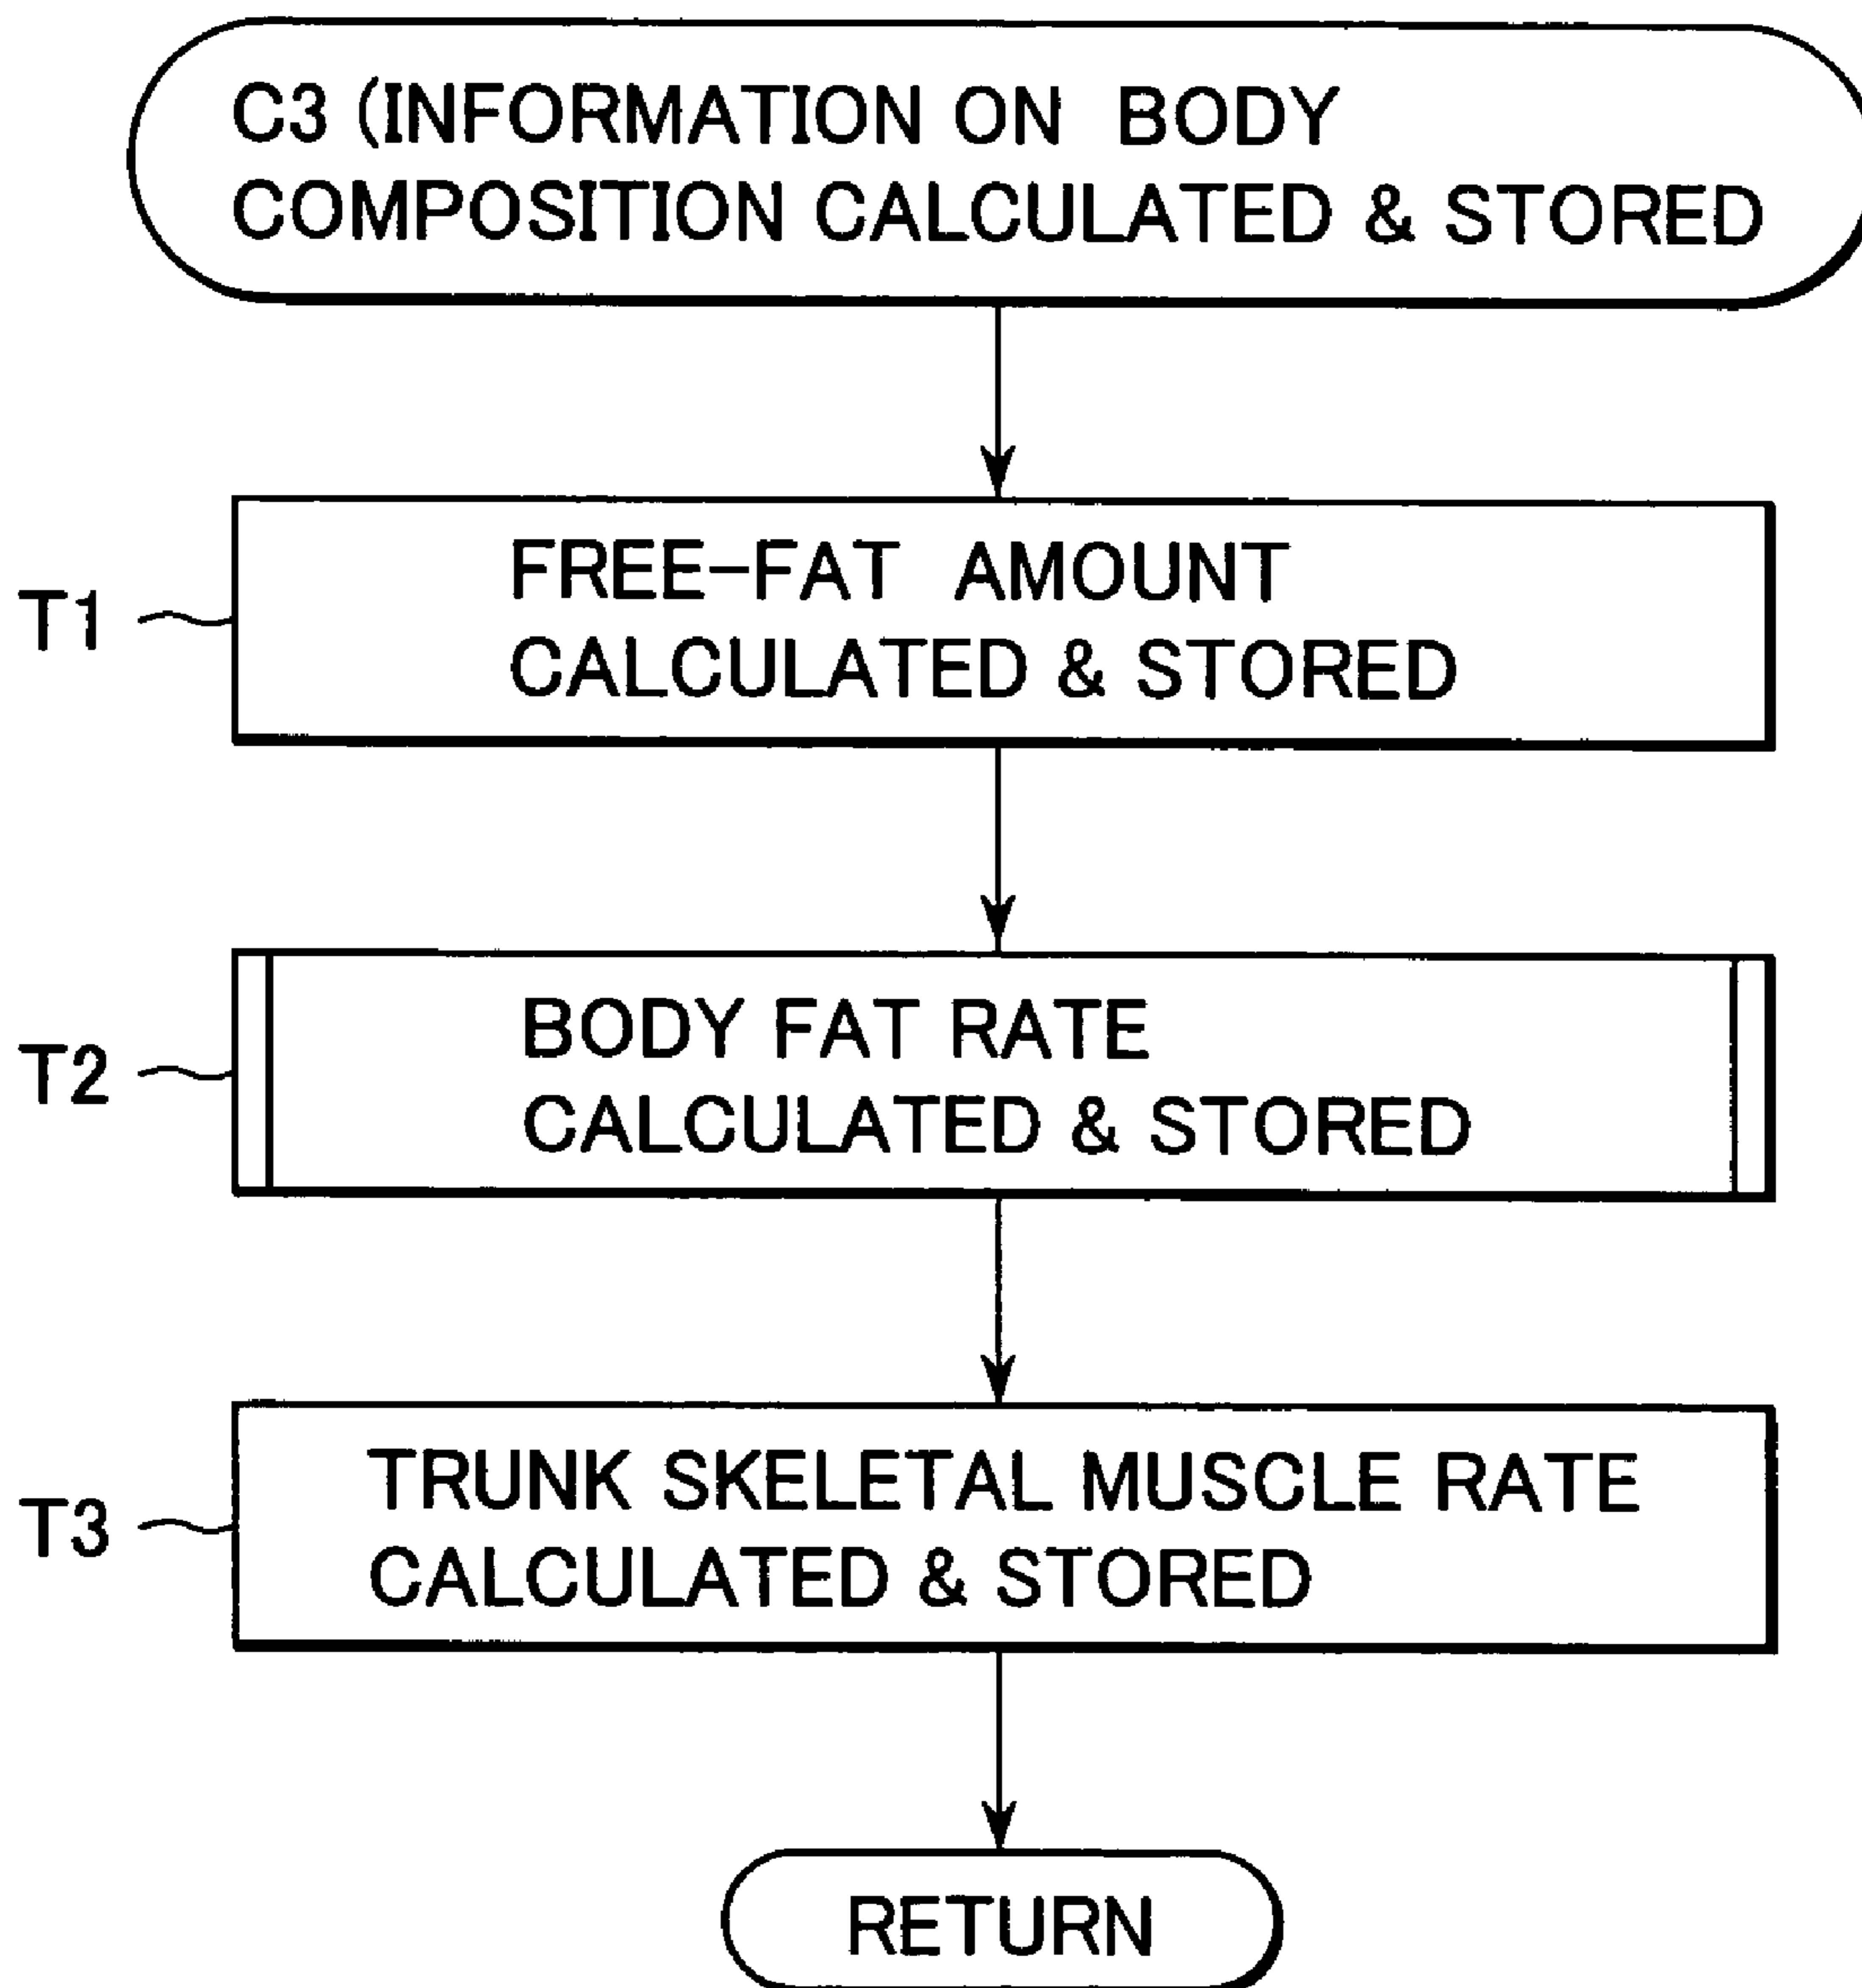 C3 (INFORMATION ON BODY
COMPOSITION CALCULATED & STORED
T1
FREE-FAT AMOUNT
CALCULATED & STORED
T2
BODY FAT RATE
CALCULATED & STORED
T3
TRUNK SKELETAL MUSCLE RATE
CALCULATED & STORED
RETURN